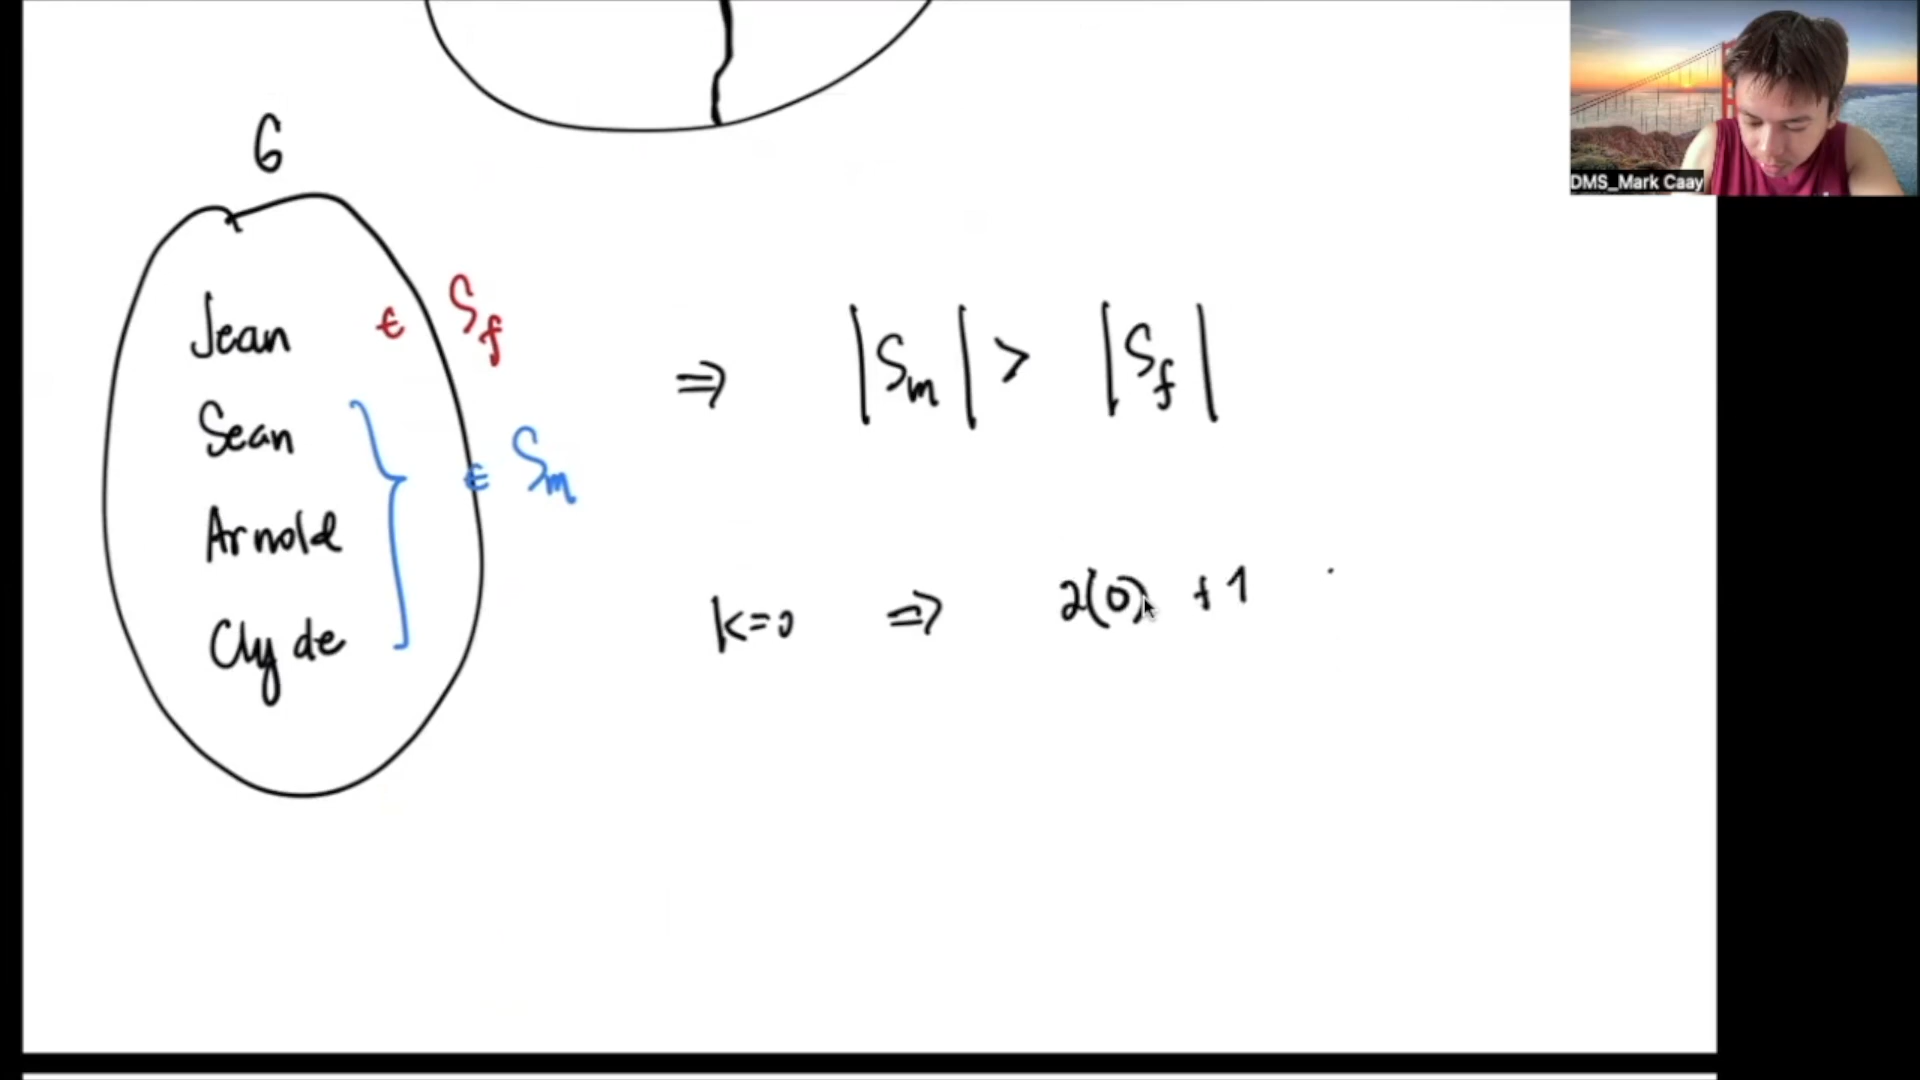 DMS_Mark Caay
G
Jean ∈ S_f
⇒ |S_m| > |S_f|
Sean
∈ S_m
Arnold
k=0 ⇒ 2(0) + 1
Clyde